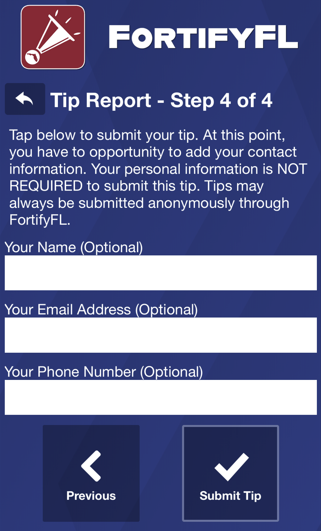 FORTIFYFL
Tip Report - Step 4 of 4
Tap below to submit your tip. At this point,
you have to opportunity to add your contact
information. Your personal information is NOT
REQUIRED to submit this tip. Tips may
always be submitted anonymously through
FortifyFL.
Your Name (Optional)
Your Email Address (Optional)
Your Phone Number (Optional)
Previous
Submit Tip